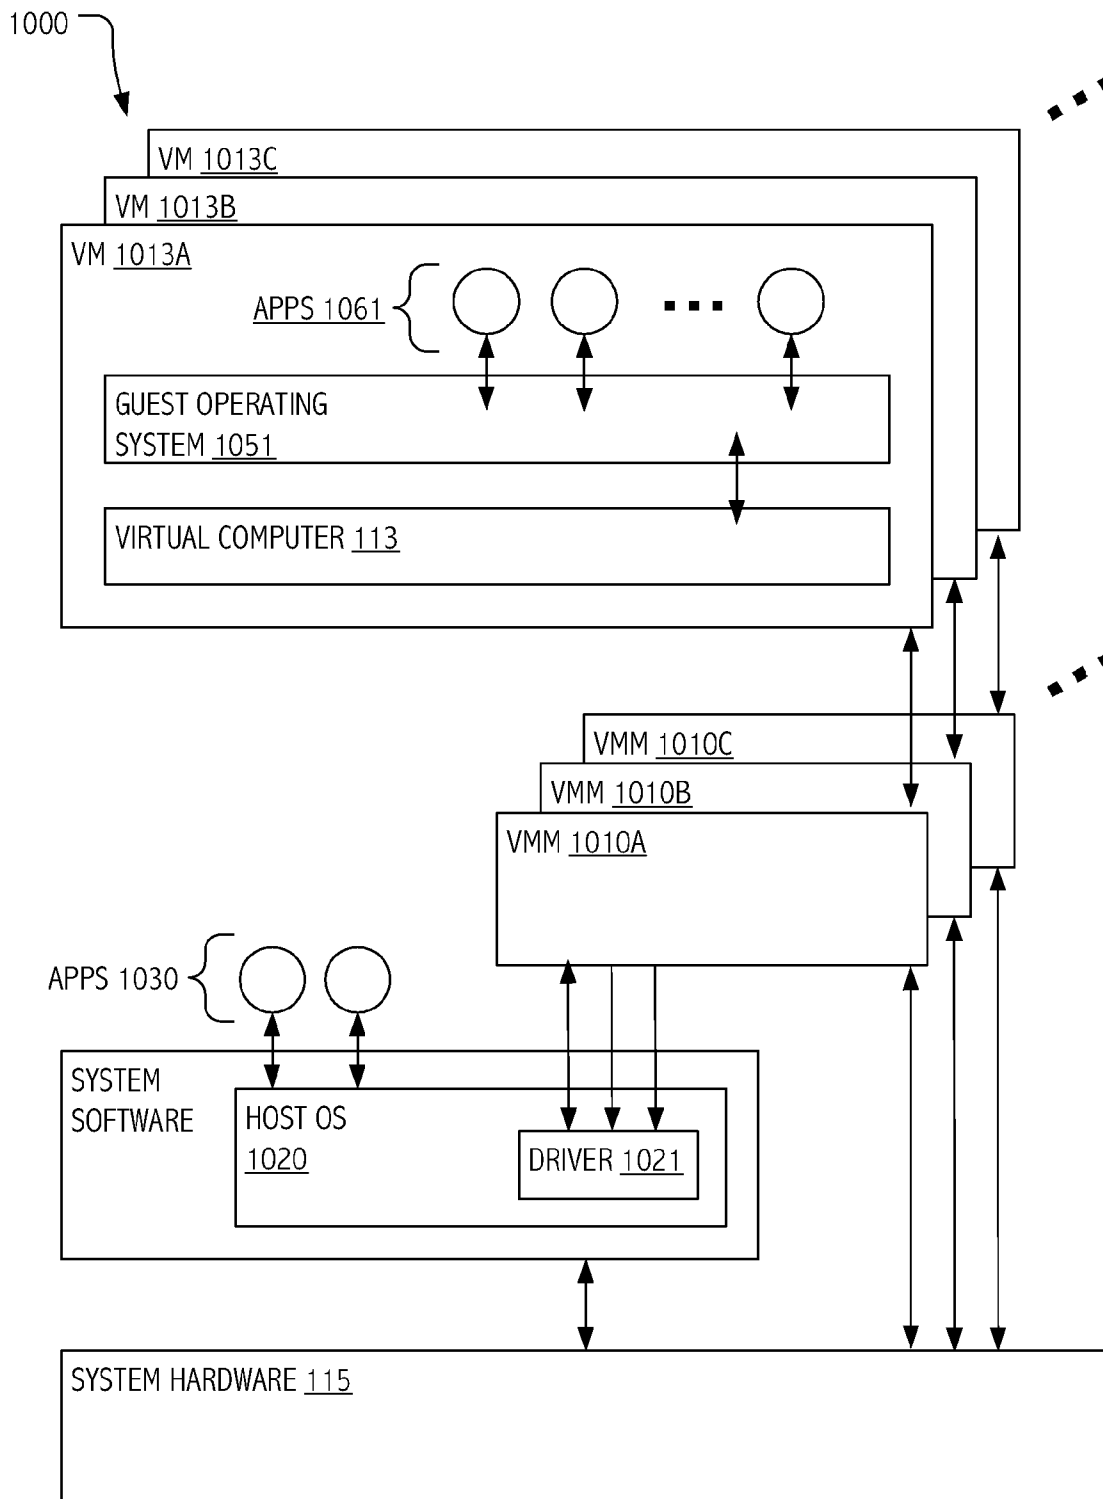 1000
VM 1013C
VM 1013B
VM 1013A
APPS 1061
GUEST OPERATING
SYSTEM 1051
VIRTUAL COMPUTER 113
VMM 1010C
VMM 1010B
VMM 1010A
APPS 1030
SYSTEM
SOFTWARE
HOST OS
1020
DRIVER 1021
SYSTEM HARDWARE 115